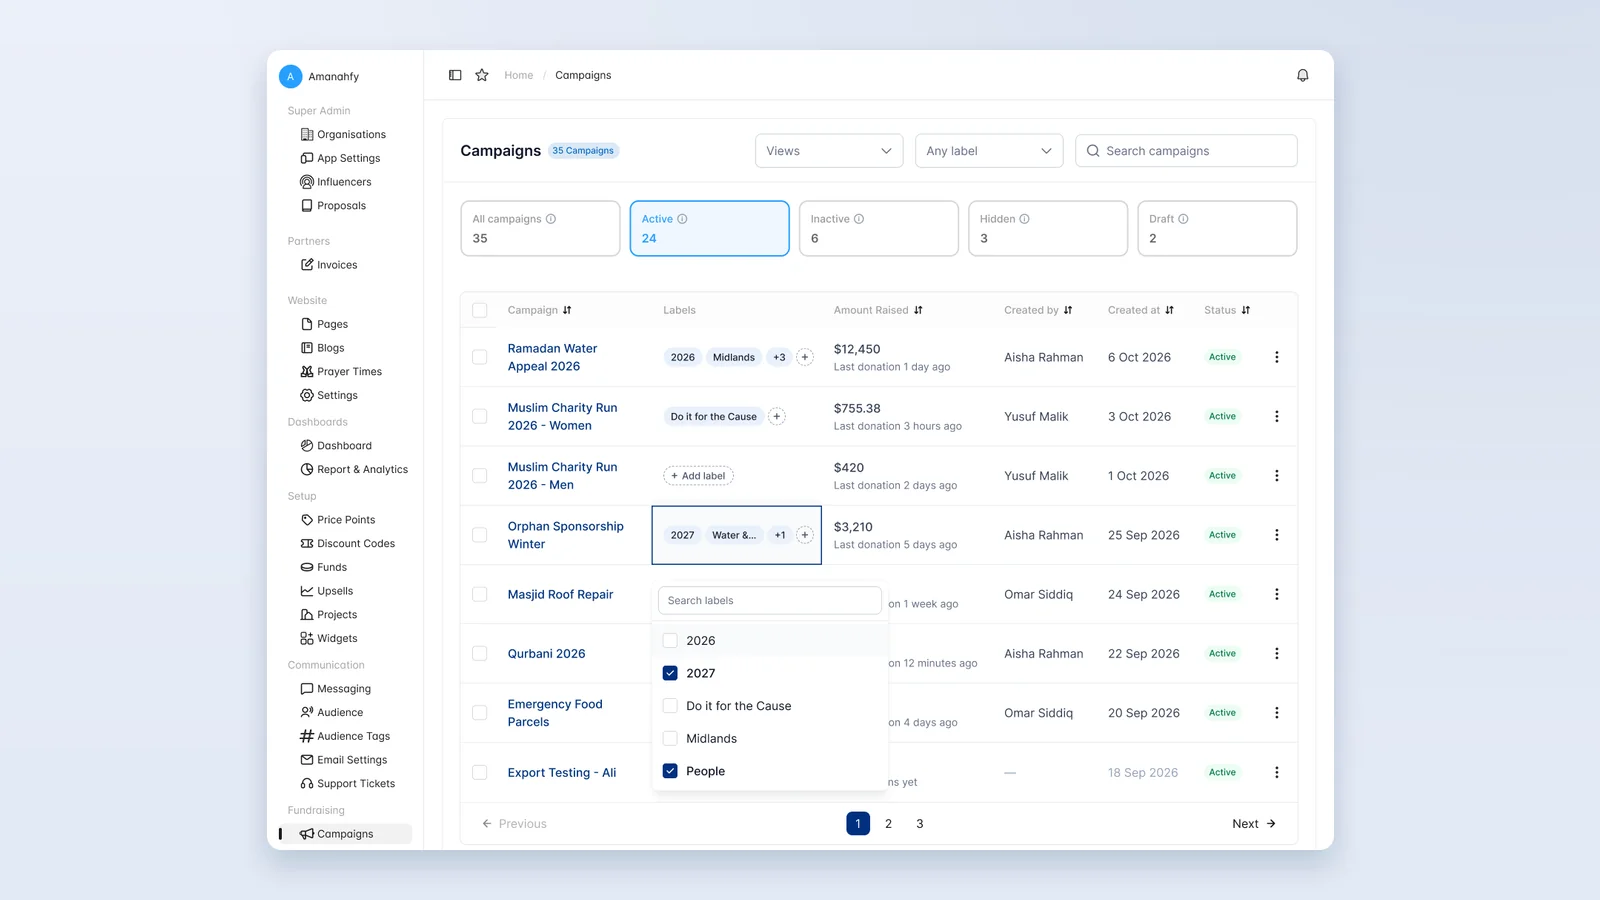 A Amanahfy
Super Admin
Organisations
App Settings
Influencers
Proposals
Partners
Invoices
Website
Pages
Blogs
Prayer Times
Settings
Dashboards
Dashboard
Report & Analytics
Setup
Price Points
Discount Codes
Funds
Upsells
Projects
Widgets
Communication
Messaging
Audience
Audience Tags
Email Settings
Support Tickets
Fundraising
Campaigns
Home / Campaigns
Campaigns 35 Campaigns
Views
Any label
Search campaigns
All campaigns
35
Active
24
Inactive
6
Hidden
3
Draft
2
Campaign Labels Amount Raised Created by Created at Status
Ramadan Water
Appeal 2026
2026 Midlands +3 +
$12,450
Last donation 1 day ago
Aisha Rahman 6 Oct 2026 Active
Muslim Charity Run
2026 - Women
Do it for the Cause +
$755.38
Last donation 3 hours ago
Yusuf Malik 3 Oct 2026 Active
Muslim Charity Run
2026 - Men
+ Add label
$420
Last donation 2 days ago
Yusuf Malik 1 Oct 2026 Active
Orphan Sponsorship
Winter
2027 Water &... +1 +
$3,210
Last donation 5 days ago
Aisha Rahman 25 Sep 2026 Active
Masjid Roof Repair
on 1 week ago
Omar Siddiq 24 Sep 2026 Active
Qurbani 2026
on 12 minutes ago
Aisha Rahman 22 Sep 2026 Active
Emergency Food
Parcels
on 4 days ago
Omar Siddiq 20 Sep 2026 Active
Export Testing - Ali
ns yet
— 18 Sep 2026 Active
Search labels
2026
2027
Do it for the Cause
Midlands
People
← Previous
1 2 3
Next →